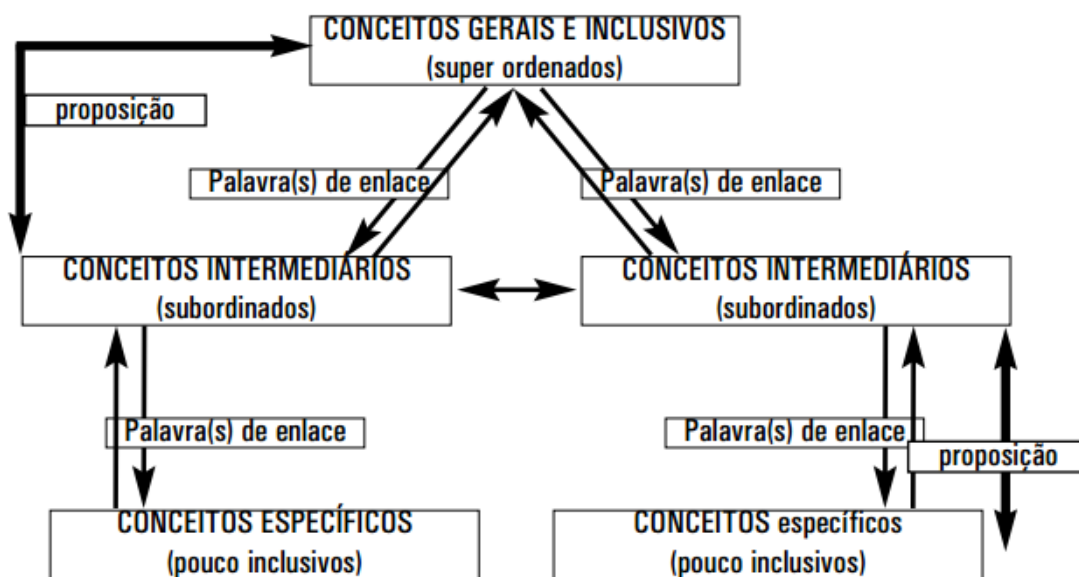 CONCEITOS GERAIS E INCLUSIVOS
(super ordenados)
proposição
Palavra(s) de enlace
Palavra(s) de enlace
CONCEITOS INTERMEDIÁRIOS
(subordinados)
CONCEITOS INTERMEDIÁRIOS
(subordinados)
Palavra(s) de enlace
Palavra(s) de enlace
proposição
CONCEITOS ESPECÍFICOS
(pouco inclusivos)
CONCEITOS específicos
(pouco inclusivos)